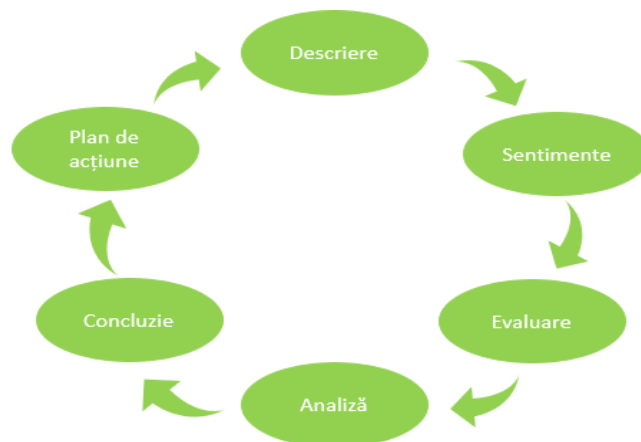 Descriere
Sentimente
Evaluare
Analiză
Concluzie
Plan de
acțiune